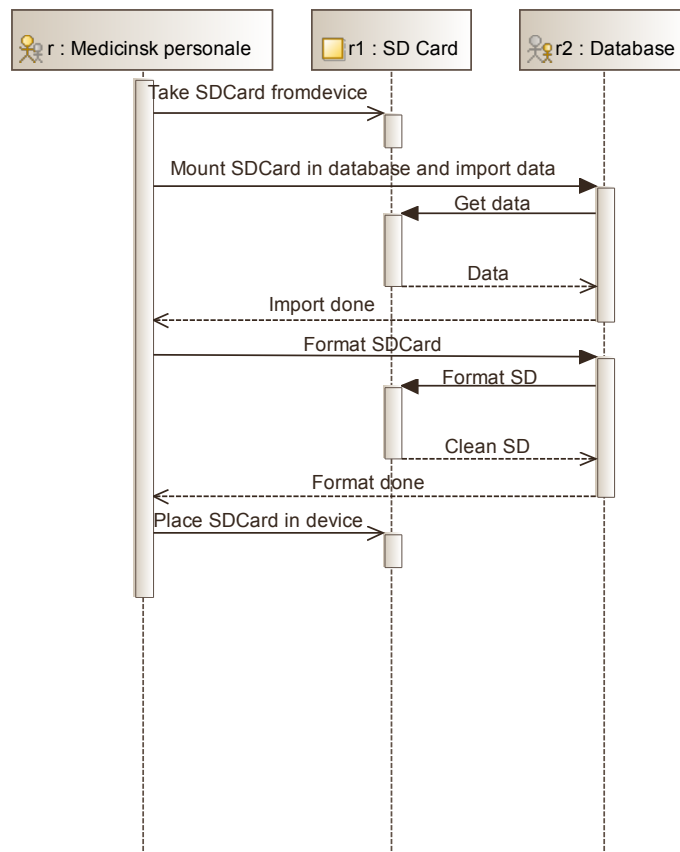 r : Medicinsk personale
r1 : SD Card
r2 : Database
Take SDCard fromdevice
Mount SDCard in database and import data
Get data
Data
Import done
Format SDCard
Format SD
Clean SD
Format done
Place SDCard in device